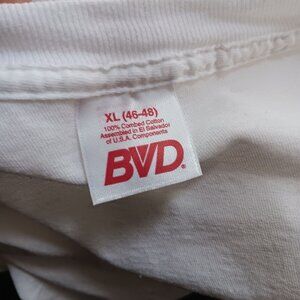 XL (46-48)
100% Combed Cotton
Assembled in El Salvador
of U.S.A. Components
BVD®